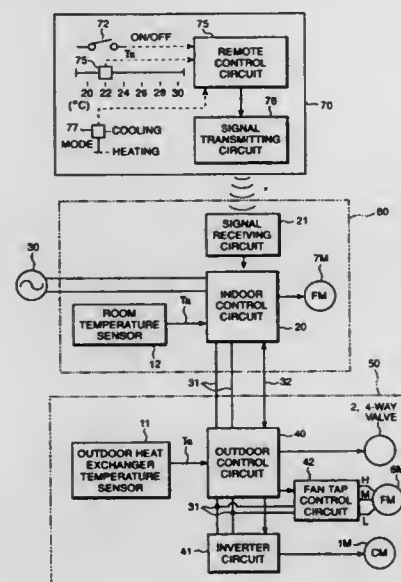 72
ON/OFF
75
Ts
75
REMOTE
CONTROL
CIRCUIT
20 22 24 26 28 30
(°C)
70
76
77
COOLING
MODE
HEATING
SIGNAL
TRANSMITTING
CIRCUIT
SIGNAL
RECEIVING
CIRCUIT
21
60
30
7M
INDOOR
CONTROL
CIRCUIT
FM
20
Ta
ROOM
TEMPERATURE
SENSOR
12
31
32
50
2, 4-WAY
VALVE
11
40
OUTDOOR HEAT
EXCHANGER
TEMPERATURE
SENSOR
Te
OUTDOOR
CONTROL
CIRCUIT
42
6M
FAN TAP
CONTROL
CIRCUIT
H
M
L
FM
31
1M
41
INVERTER
CIRCUIT
CM